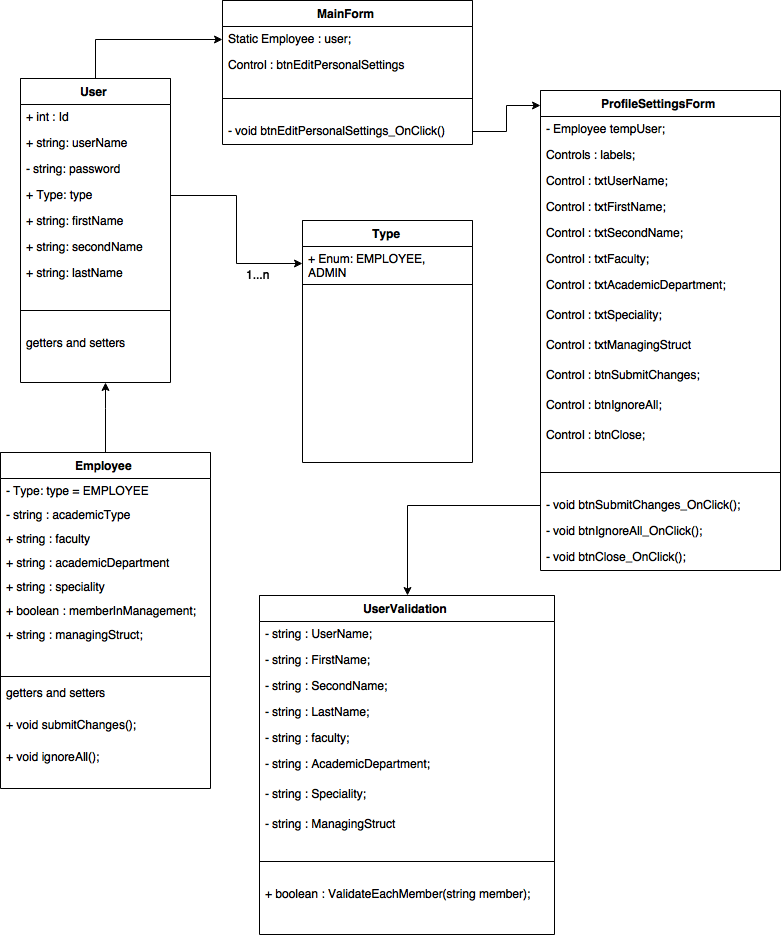 MainForm
Static Employee : user;
Control : btnEditPersonalSettings
- void btnEditPersonalSettings_OnClick()
User
+ int : Id
+ string: userName
- string: password
+ Type: type
+ string: firstName
+ string: secondName
+ string: lastName
getters and setters
ProfileSettingsForm
- Employee tempUser;
Controls : labels;
Control : txtUserName;
Control : txtFirstName;
Control : txtSecondName;
Control : txtFaculty;
Control : txtAcademicDepartment;
Control : txtSpeciality;
Control : txtManagingStruct
Control : btnSubmitChanges;
Control : btnIgnoreAll;
Control : btnClose;
- void btnSubmitChanges_OnClick();
- void btnIgnoreAll_OnClick();
- void btnClose_OnClick();
Type
+ Enum: EMPLOYEE,
ADMIN
1...n
Employee
- Type: type = EMPLOYEE
- string : academicType
+ string : faculty
+ string : academicDepartment
+ string : speciality
+ boolean : memberInManagement;
+ string : managingStruct;
getters and setters
+ void submitChanges();
+ void ignoreAll();
UserValidation
- string : UserName;
- string : FirstName;
- string : SecondName;
- string : LastName;
- string : faculty;
- string : AcademicDepartment;
- string : Speciality;
- string : ManagingStruct
+ boolean : ValidateEachMember(string member);